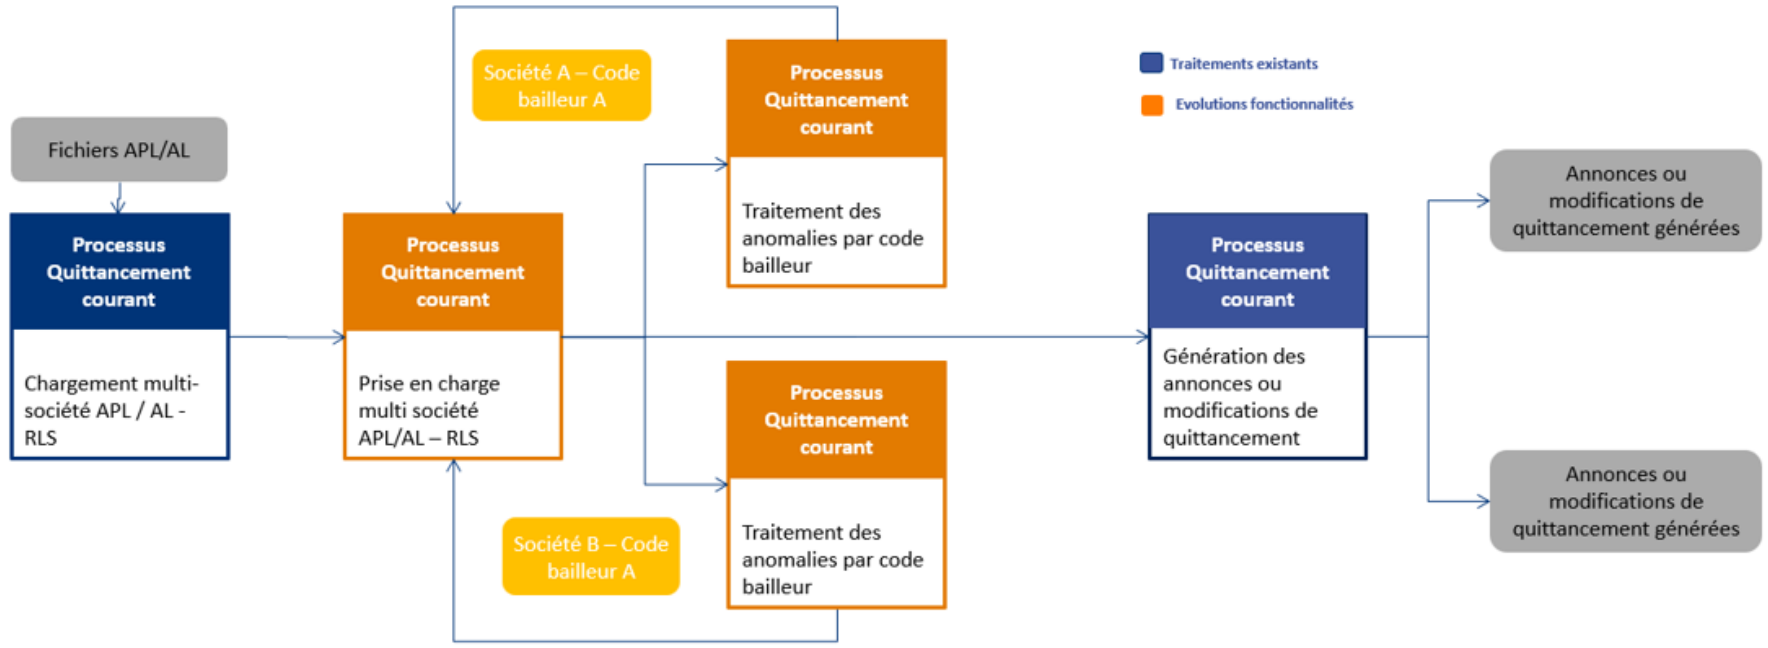 Fichiers APL/AL
Processus
Quittancement
courant
Chargement multi-
société APL / AL -
RLS
Processus
Quittancement
courant
Prise en charge
multi société
APL/AL – RLS
Société A – Code
bailleur A
Processus
Quittancement
courant
Traitement des
anomalies par code
bailleur
Société B – Code
bailleur A
Processus
Quittancement
courant
Traitement des
anomalies par code
bailleur
Traitements existants
Evolutions fonctionnalités
Processus
Quittancement
courant
Génération des
annonces ou
modifications de
quittancement
Annonces ou
modifications de
quittancement générées
Annonces ou
modifications de
quittancement générées